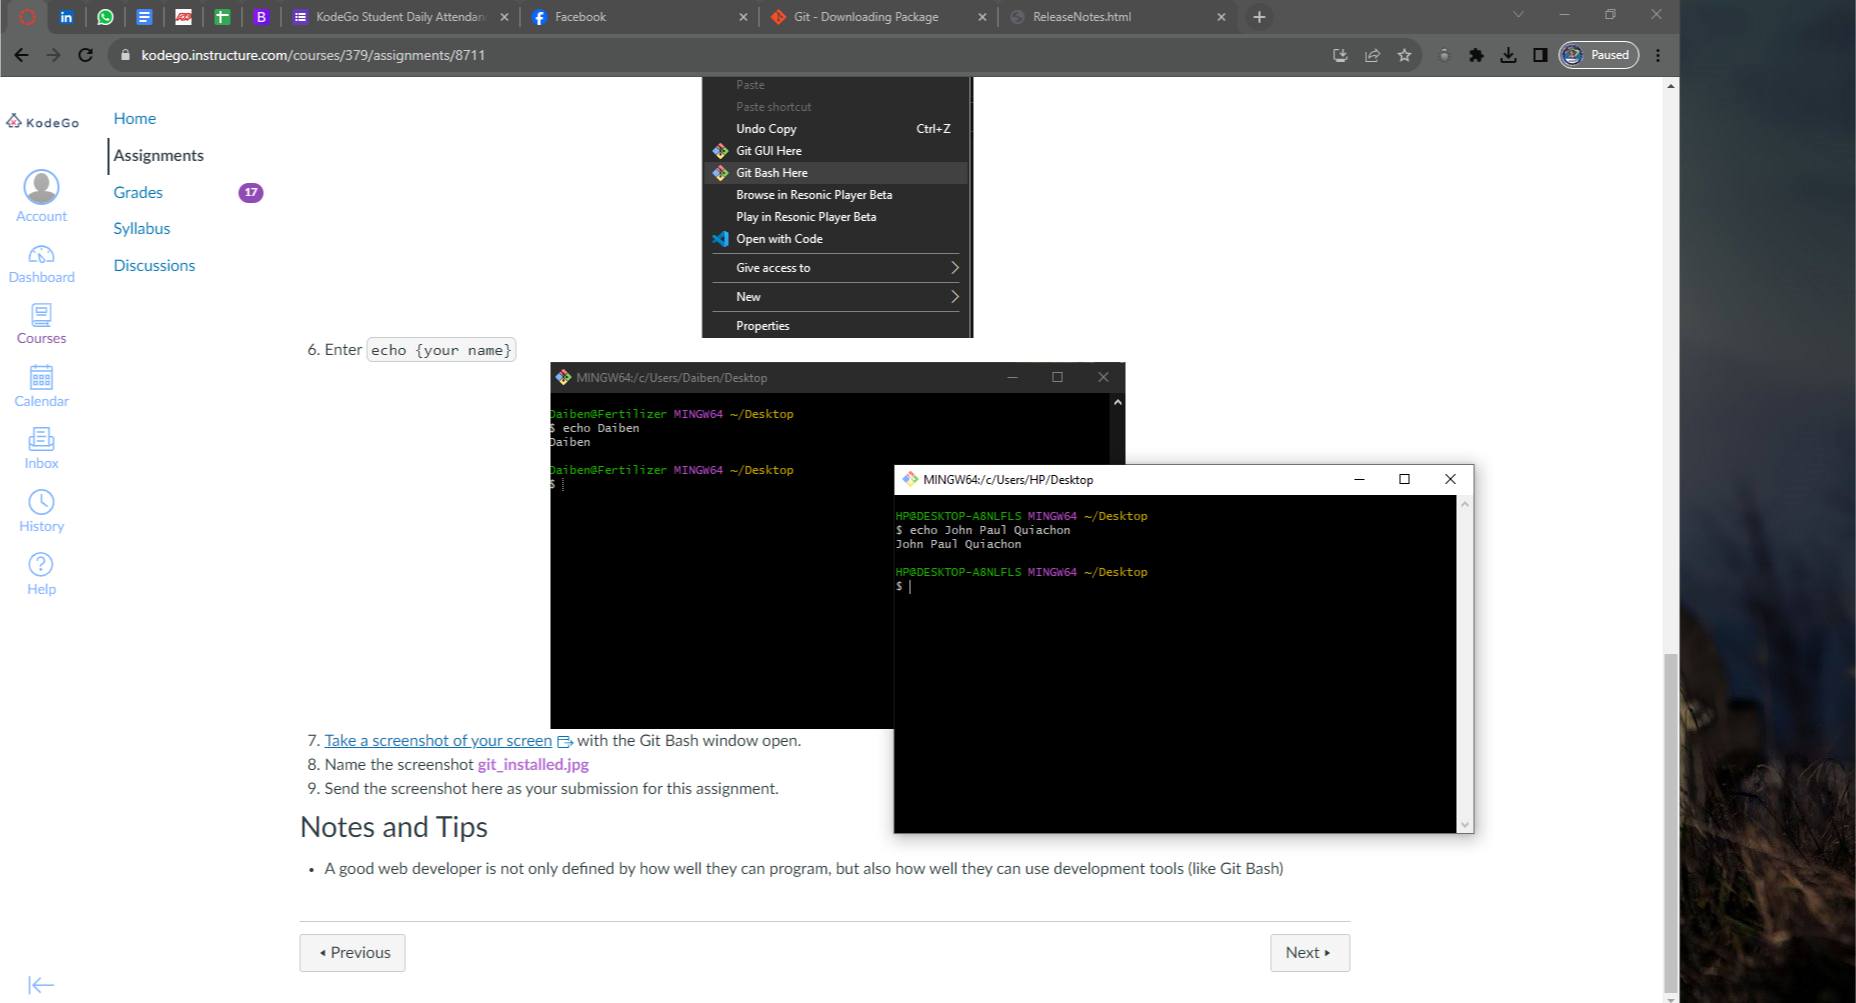 KodeGo Student Daily Attendan
Facebook
Git - Downloading Package
ReleaseNotes.html
kodego.instructure.com/courses/379/assignments/8711
Paused
KodeGo
Account
Dashboard
Courses
Calendar
Inbox
History
Help
Home
Assignments
Grades 17
Syllabus
Discussions
Paste
Paste shortcut
Undo Copy Ctrl+Z
Git GUI Here
Git Bash Here
Browse in Resonic Player Beta
Play in Resonic Player Beta
Open with Code
Give access to
New
Properties
6. Enter echo {your name}
MINGW64:/c/Users/Daiben/Desktop
Daiben@Fertilizer MINGW64 ~/Desktop
$ echo Daiben
Daiben
Daiben@Fertilizer MINGW64 ~/Desktop
$
MINGW64:/c/Users/HP/Desktop
HP@DESKTOP-A8NLFLS MINGW64 ~/Desktop
$ echo John Paul Quiachon
John Paul Quiachon
HP@DESKTOP-A8NLFLS MINGW64 ~/Desktop
$
7. Take a screenshot of your screen with the Git Bash window open.
8. Name the screenshot git_installed.jpg
9. Send the screenshot here as your submission for this assignment.
Notes and Tips
• A good web developer is not only defined by how well they can program, but also how well they can use development tools (like Git Bash)
Previous
Next